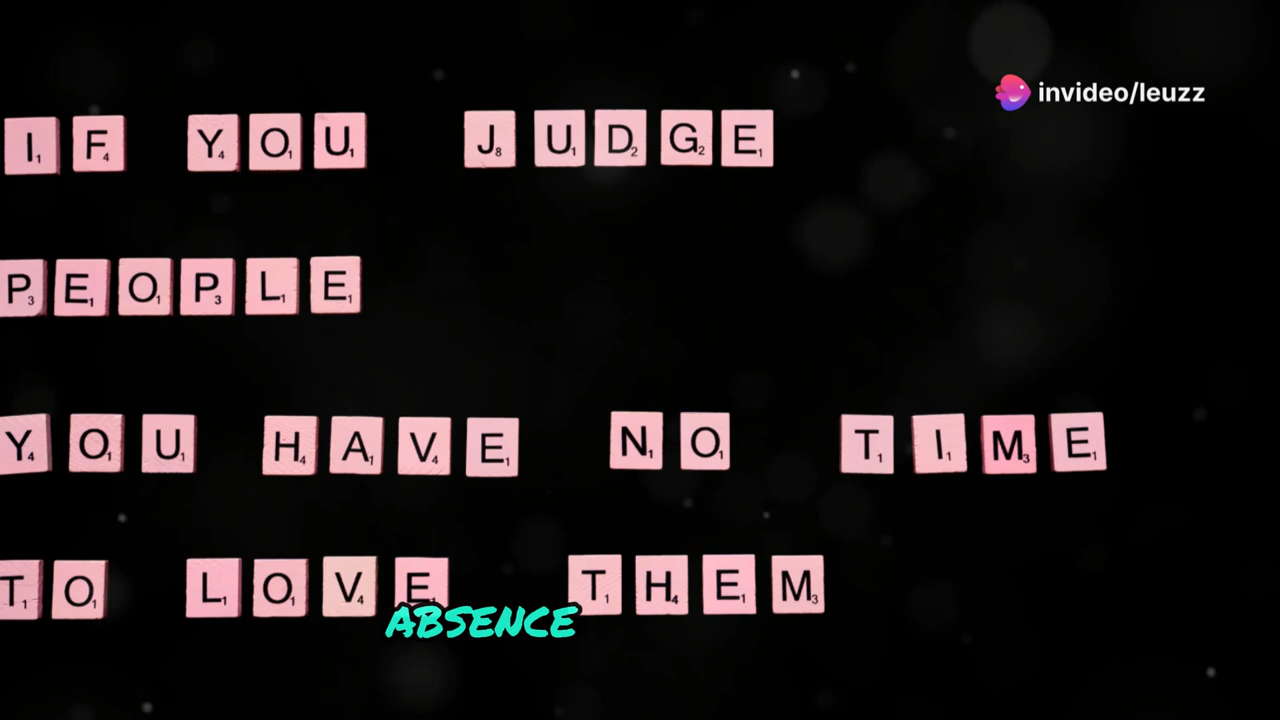 invideo/leuzz
IF YOU JUDGE
PEOPLE
YOU HAVE NO TIME
TO LOVE THEM
ABSENCE